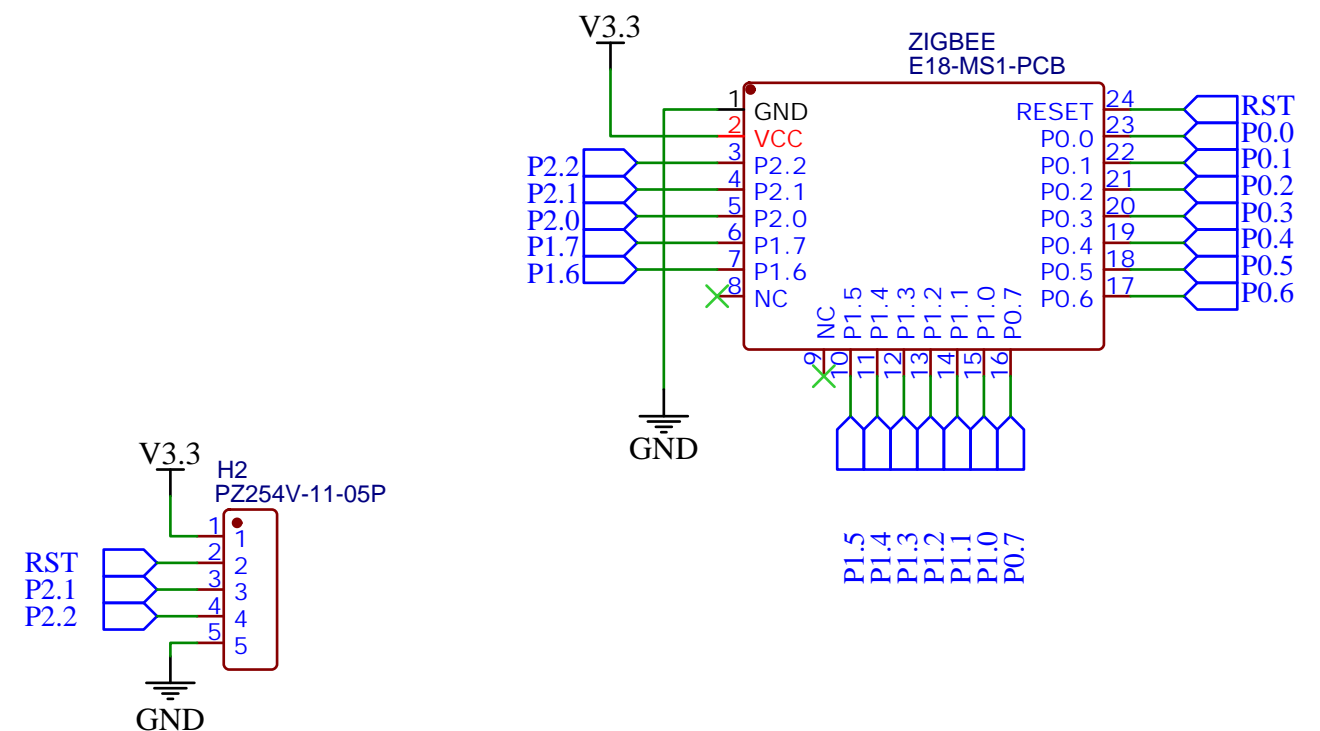 V3.3
ZIGBEE
E18-MS1-PCB
1 GND
2 VCC
P2.2 3 P2.2
P2.1 4 P2.1
P2.0 5 P2.0
P1.7 6 P1.7
P1.6 7 P1.6
8 NC
RESET 24 RST
P0.0 23 P0.0
P0.1 22 P0.1
P0.2 21 P0.2
P0.3 20 P0.3
P0.4 19 P0.4
P0.5 18 P0.5
P0.6 17 P0.6
NC P1.5 P1.4 P1.3 P1.2 P1.1 P1.0 P0.7
9 10 11 12 13 14 15 16
P1.5 P1.4 P1.3 P1.2 P1.1 P1.0 P0.7
GND
V3.3
H2
PZ254V-11-05P
1 1
RST 2 2
P2.1 3 3
P2.2 4 4
5 5
GND